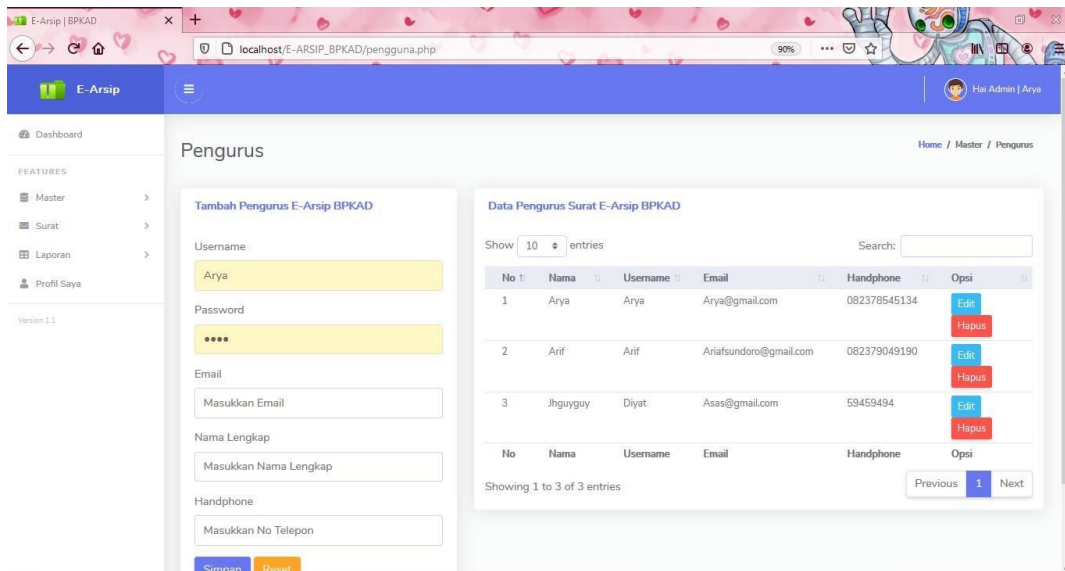 E-Arsip | BPKAD
localhost/E-ARSIP_BPKAD/pengguna.php
90%
E-Arsip
Hai Admin | Arya
Dashboard
FEATURES
Master
Surat
Laporan
Profil Saya
Version 1.1
Pengurus
Home / Master / Pengurus
Tambah Pengurus E-Arsip BPKAD
Username
Arya
Password
••••
Email
Masukkan Email
Nama Lengkap
Masukkan Nama Lengkap
Handphone
Masukkan No Telepon
Simpan Reset
Data Pengurus Surat E-Arsip BPKAD
Show 10 entries Search:
No Nama Username Email Handphone Opsi
1 Arya Arya Arya@gmail.com 082378545134 Edit
Hapus
2 Arif Arif Ariafsundoro@gmail.com 082379049190 Edit
Hapus
3 Jhguyguy Diyat Asas@gmail.com 59459494 Edit
Hapus
No Nama Username Email Handphone Opsi
Showing 1 to 3 of 3 entries
Previous 1 Next